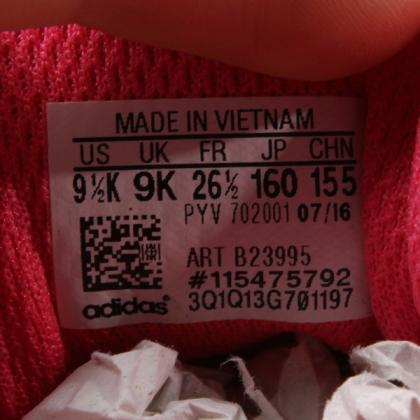 MADE IN VIETNAM
US UK FR JP CHN
9½K 9K 26½ 160 155
PYV 702001 07/16
ART B23995
#115475792
adidas® 3Q1Q13G701197